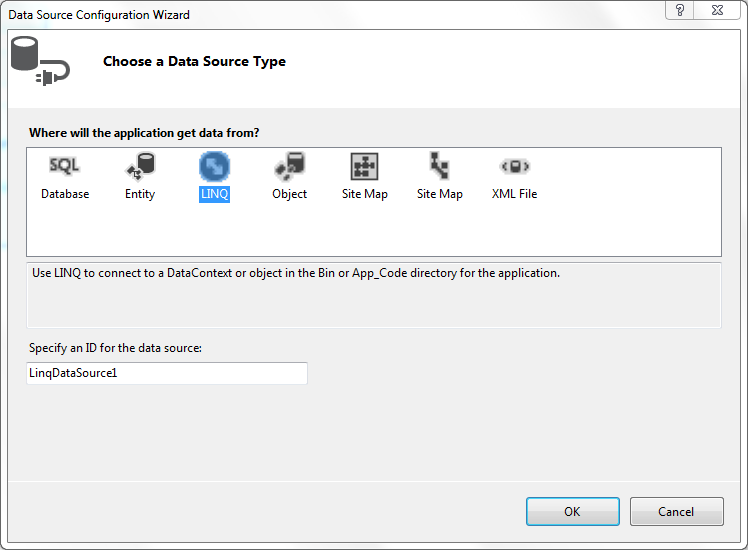 Data Source Configuration Wizard
?
Choose a Data Source Type
Where will the application get data from?
SQL
Database Entity LINQ Object Site Map Site Map XML File
Use LINQ to connect to a DataContext or object in the Bin or App_Code directory for the application.
Specify an ID for the data source:
LinqDataSource1
OK Cancel